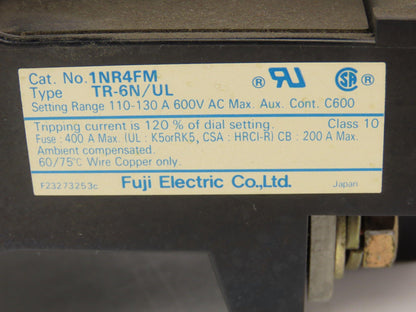 Cat. No. 1NR4FM
Type TR-6N/UL
® RU ® SA ®
Setting Range 110-130 A 600V AC Max. Aux. Cont. C600
Tripping current is 120 % of dial setting. Class 10
Fuse : 400 A Max. (UL : K5orRK5, CSA : HRCI-R) CB : 200 A Max.
Ambient compensated.
60/75℃ Wire Copper only.
F23273253c Fuji Electric Co.,Ltd. Japan